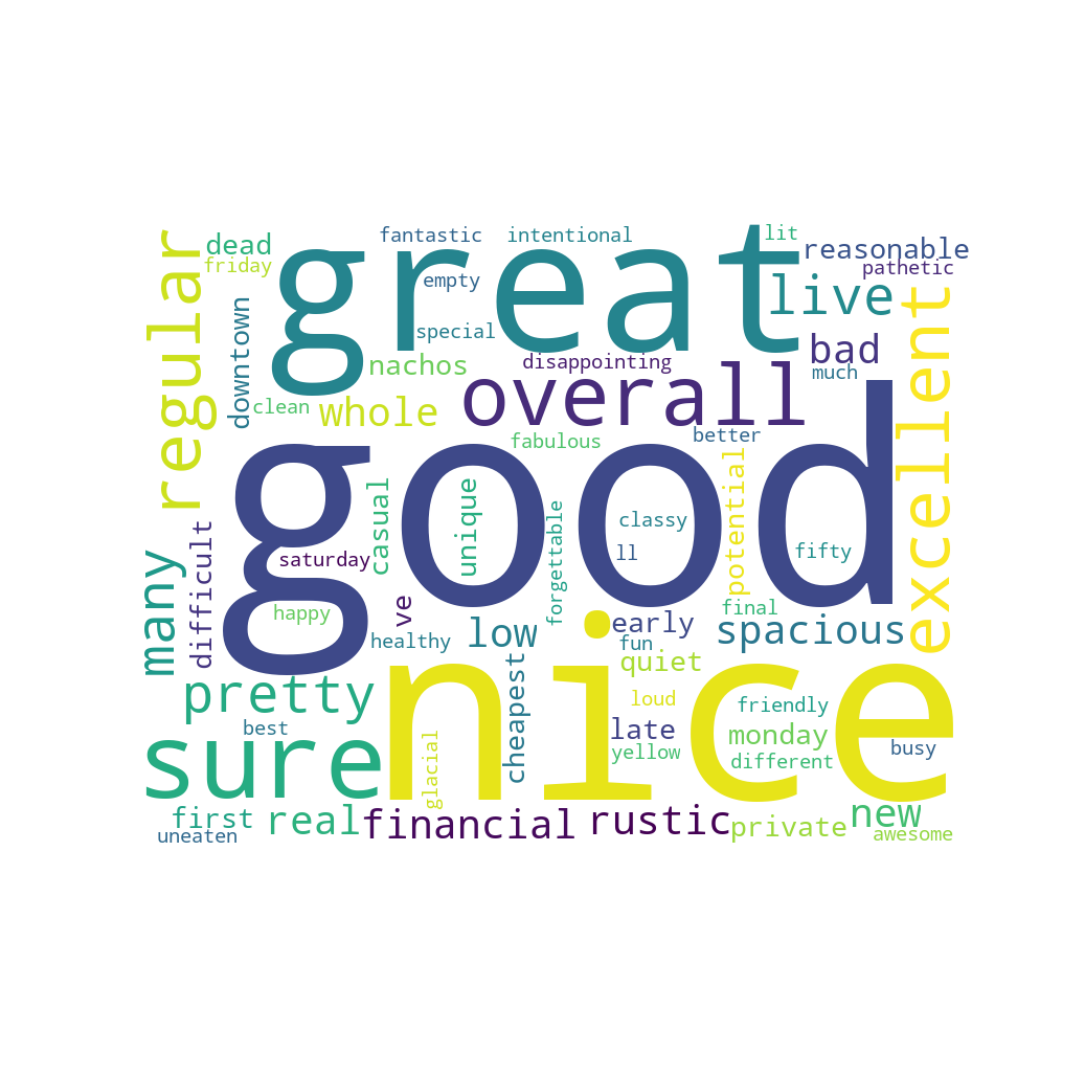 fantastic
intentional
lit
dead
great
reasonable
friday
pathetic
empty
live
regular
downtown
special
excellent
nachos
disappointing
bad
much
clean
whole
overall
fabulous
better
good
casual
unique
potential
forgettable
classy
difficult
many
saturday
ll
fifty
happy
ve
final
healthy
low
early
spacious
fun
nice
pretty
cheapest
quiet
loud
friendly
best
late
monday
sure
glacial
yellow
different
busy
first
real
financial
rustic
private
new
uneaten
awesome